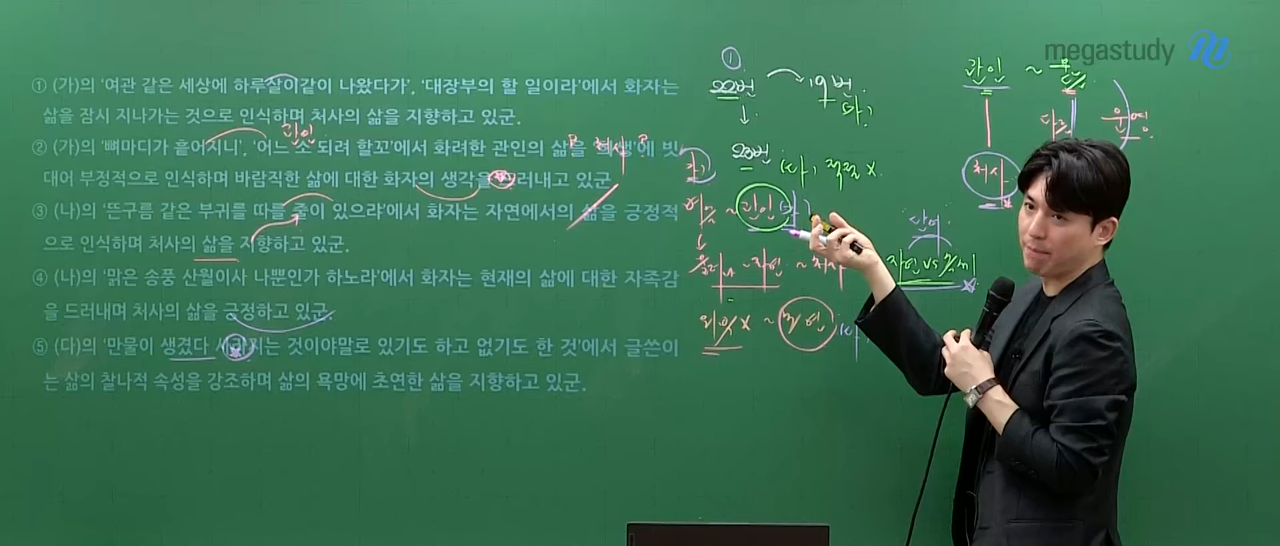 megastudy
① (가)의 '여관 같은 세상에 하루살이같이 나왔다가', '대장부의 할 일이라'에서 화자는
삶을 잠시 지나가는 것으로 인식하며 처사의 삶을 지향하고 있군.
② (가)의 '뼈마디가 흩어지니', '어느 소 되려 할꼬'에서 화려한 관인의 삶을 '희생'에 빗
대어 부정적으로 인식하며 바람직한 삶에 대한 화자의 생각을 드러내고 있군
③ (나)의 '뜬구름 같은 부귀를 따를 줄이 있으랴'에서 화자는 자연에서의 삶을 긍정적
으로 인식하며 처사의 삶을 지향하고 있군.
④ (나)의 '맑은 송풍 산월이사 나뿐인가 하노라'에서 화자는 현재의 삶에 대한 자족감
을 드러내며 처사의 삶을 긍정하고 있군.
⑤ (다)의 '만물이 생겼다 사라지는 것이야말로 있기도 하고 없기도 한 것'에서 글쓴이
는 삶의 찰나적 속성을 강조하며 삶의 욕망에 초연한 삶을 지향하고 있군.
관인
처사
①
22번 19번
23번
관인
자연 ~ 처사
관인 ~
처사
자연 vs 속세